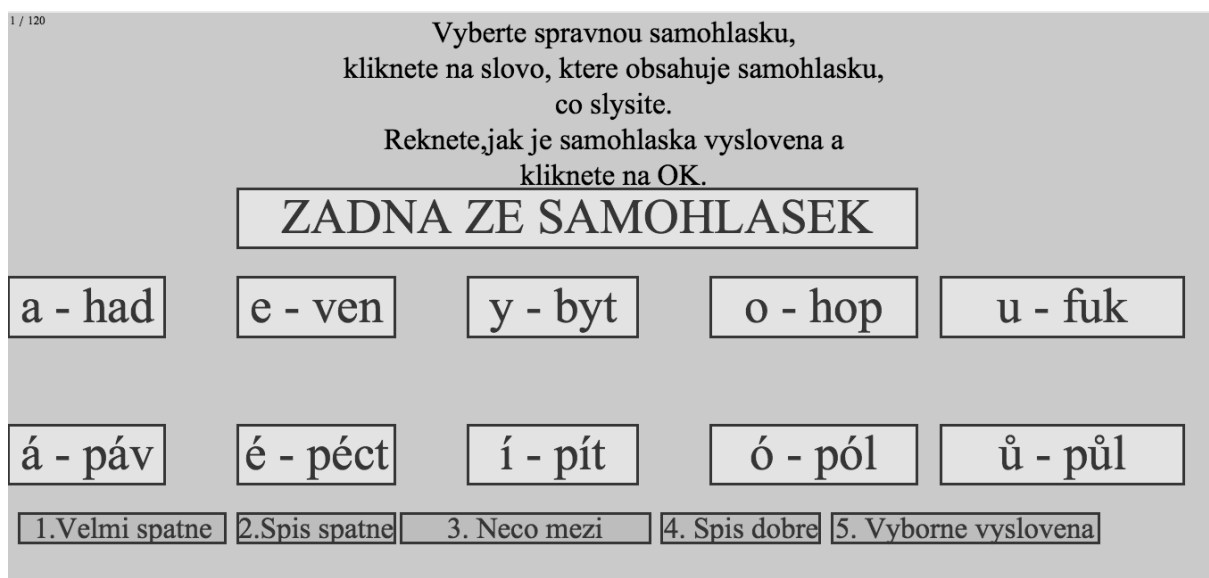 1 / 120
Vyberte spravnou samohlasku,
kliknete na slovo, ktere obsahuje samohlasku,
co slysite.
Reknete,jak je samohlaska vyslovena a
kliknete na OK.
ZADNA ZE SAMOHLASEK
a - had e - ven y - byt o - hop u - fuk
á - páv é - péct í - pít ó - pól ů - půl
1.Velmi spatne 2.Spis spatne 3. Neco mezi 4. Spis dobre 5. Vyborne vyslovena